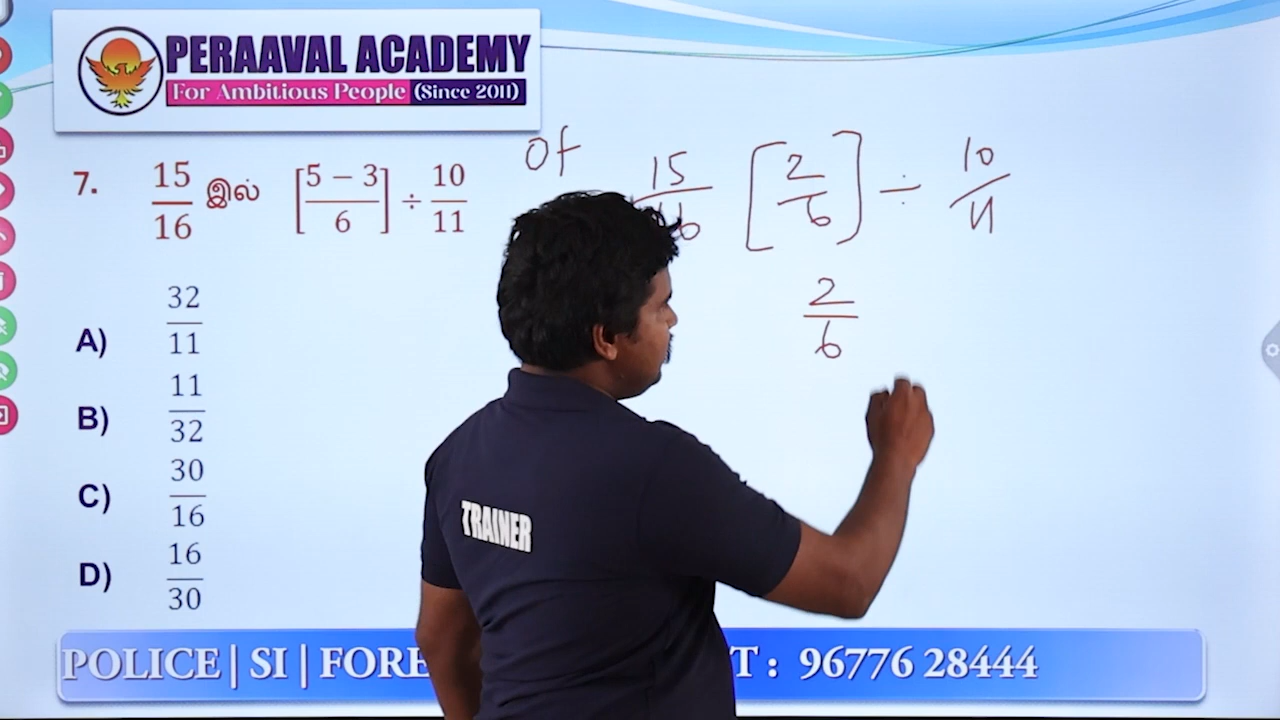 PERAAVAL ACADEMY
For Ambitious People (Since 2011)
Of
7. 15/16 இல் [5 − 3/6] ÷ 10/11
15/16 [2/6] ÷ 10/11
2/6
A) 32/11
B) 11/32
C) 30/16
D) 16/30
TRAINER
POLICE | SI | FORE
T : 96776 28444